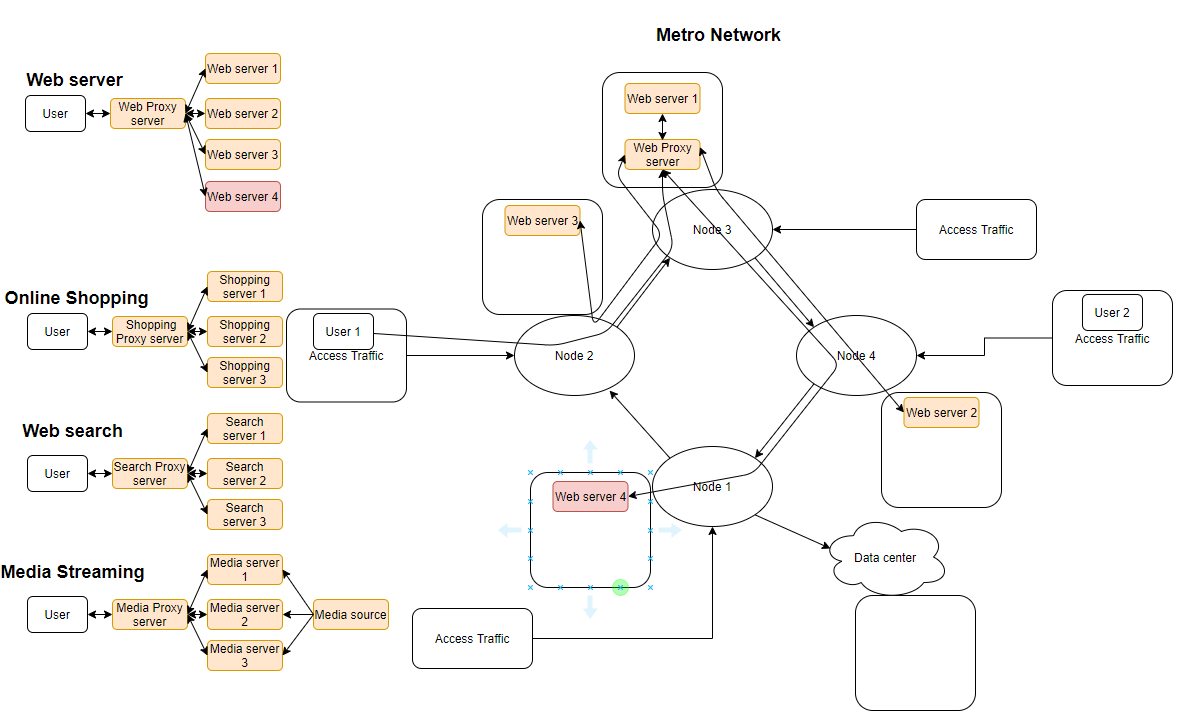 Metro Network
Web server
User
Web Proxy
server
Web server 1
Web server 2
Web server 3
Web server 4
Online Shopping
User
Shopping
Proxy server
Shopping
server 1
Shopping
server 2
Shopping
server 3
Web search
User
Search Proxy
server
Search
server 1
Search
server 2
Search
server 3
Media Streaming
User
Media Proxy
server
Media server
1
Media server
2
Media server
3
Media source
Web server 1
Web Proxy
server
Web server 3
Node 3
Access Traffic
User 1
Access Traffic
Node 2
Node 4
User 2
Access Traffic
Web server 2
Web server 4
Node 1
Data center
Access Traffic